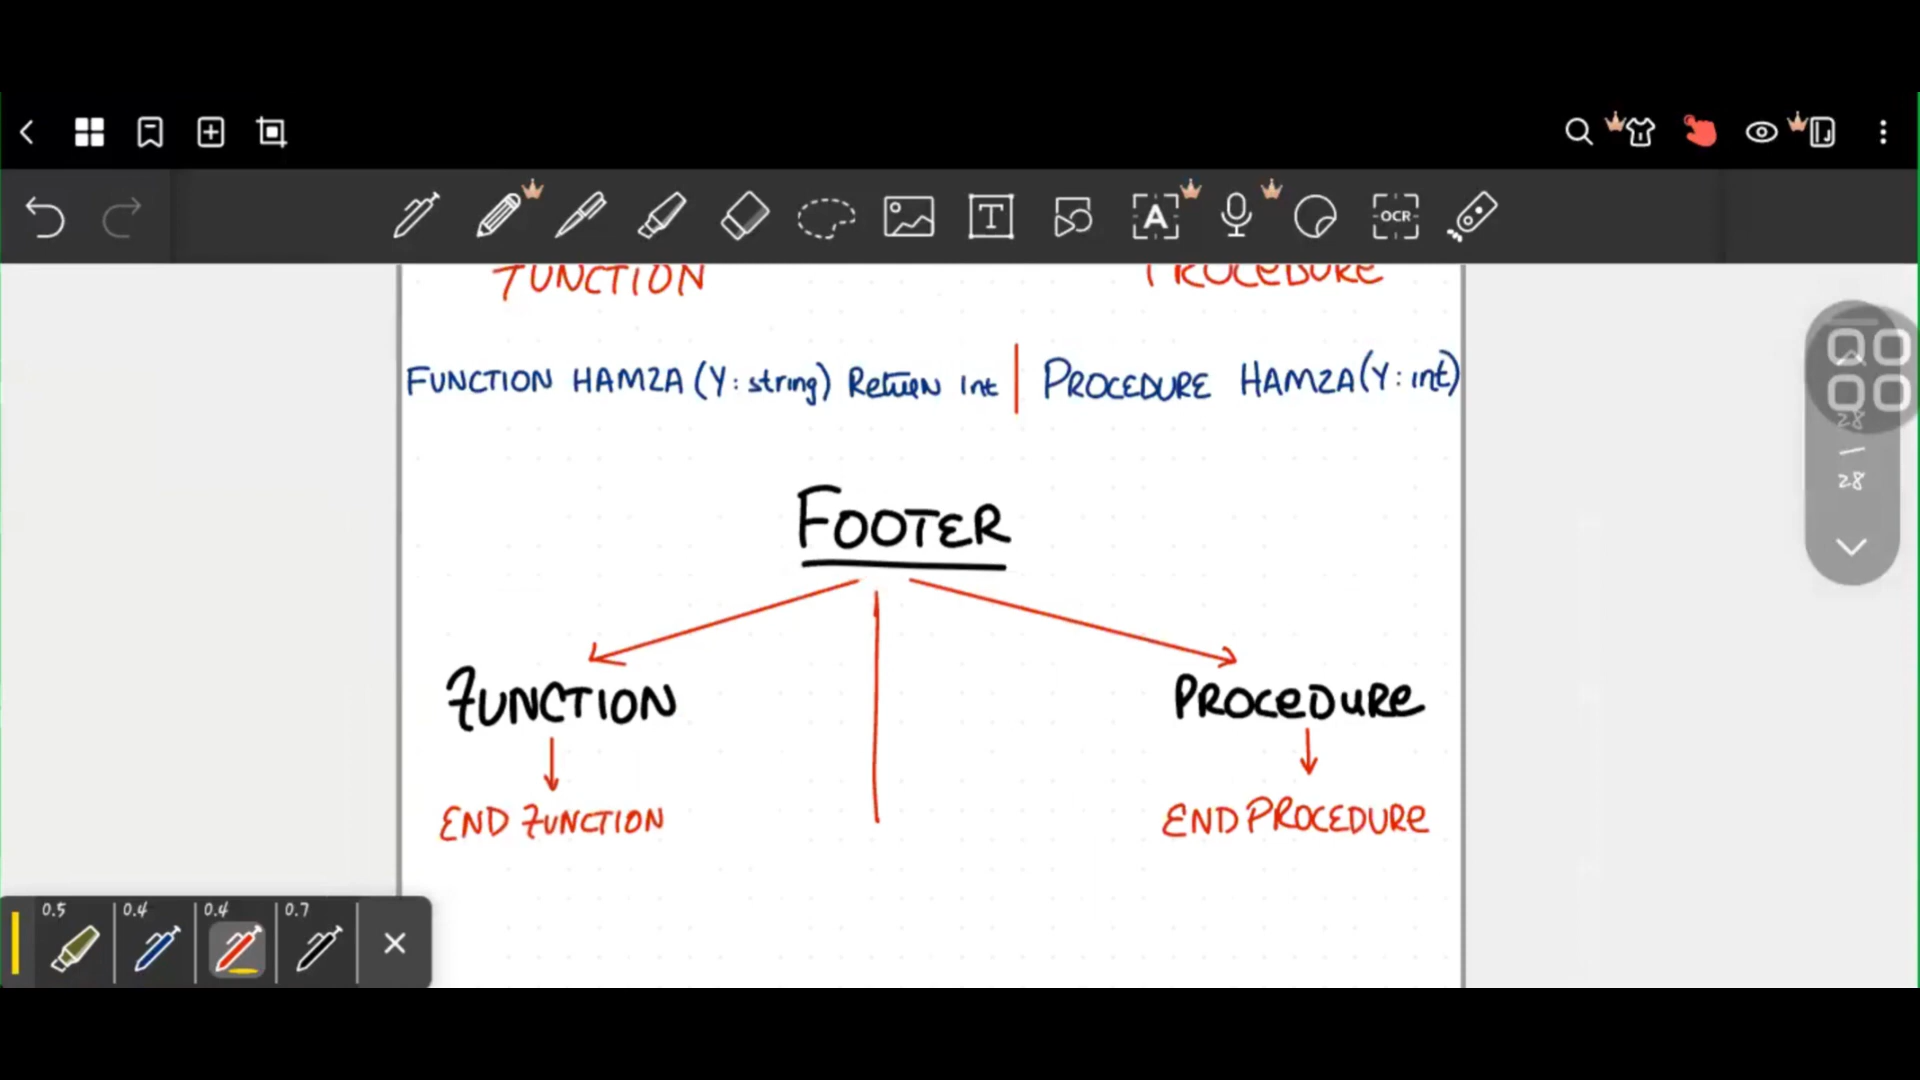 FUNCTION PROCEDURE
FUNCTION HAMZA (Y: string) Return Int | PROCEDURE HAMZA(Y: int)
FOOTER
FUNCTION PROCEDURE
END FUNCTION ENDPROCEDURE
T A OCR
28
28
0.5 0.4 0.4 0.7